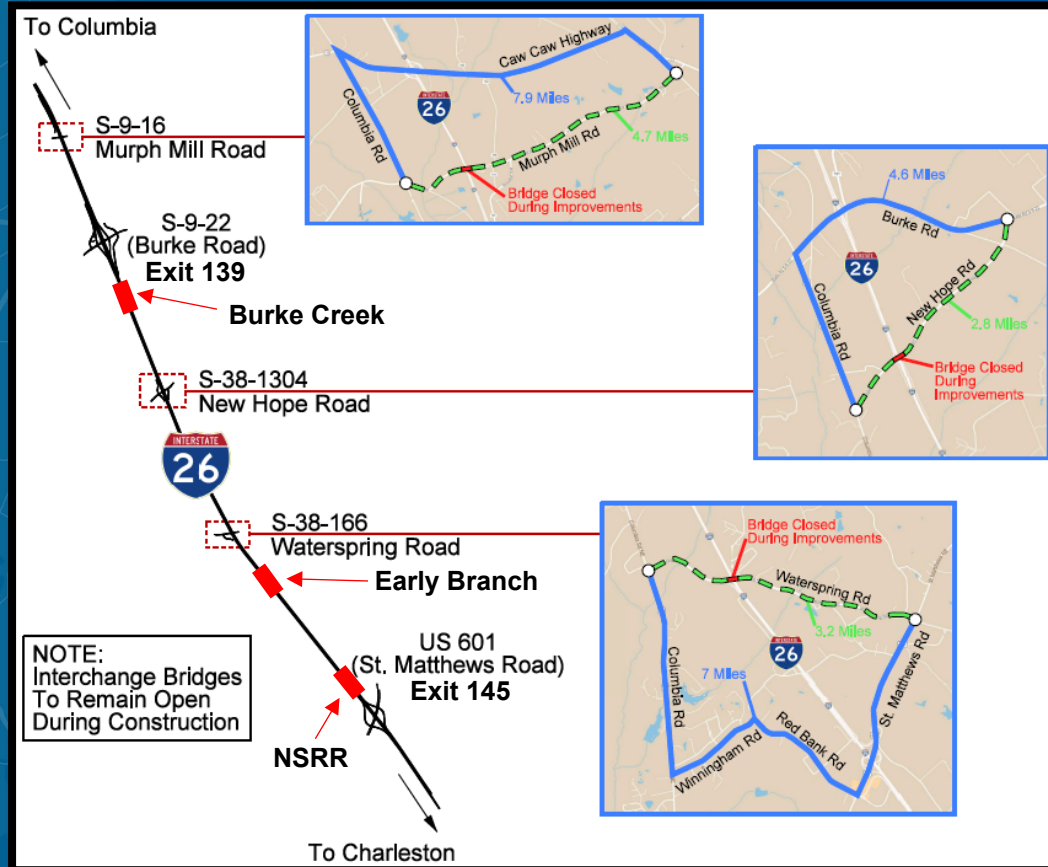 To Columbia
S-9-16
Murph Mill Road
S-9-22
(Burke Road)
Exit 139
Burke Creek
S-38-1304
New Hope Road
INTERSTATE
26
S-38-166
Waterspring Road
Early Branch
US 601
(St. Matthews Road)
Exit 145
NSRR
NOTE:
Interchange Bridges
To Remain Open
During Construction
To Charleston
Caw Caw Highway
7.9 Miles
INTERSTATE
26
Columbia Rd
4.7 Miles
Murph Mill Rd
Bridge Closed
During Improvements
4.6 Miles
Burke Rd
INTERSTATE
26
New Hope Rd
Columbia Rd
2.8 Miles
Bridge Closed
During
Improvements
Bridge Closed
During Improvements
Waterspring Rd
3.2 Miles
INTERSTATE
26
Columbia Rd
7 Miles
St. Matthews Rd
Red Bank Rd
Winningham Rd